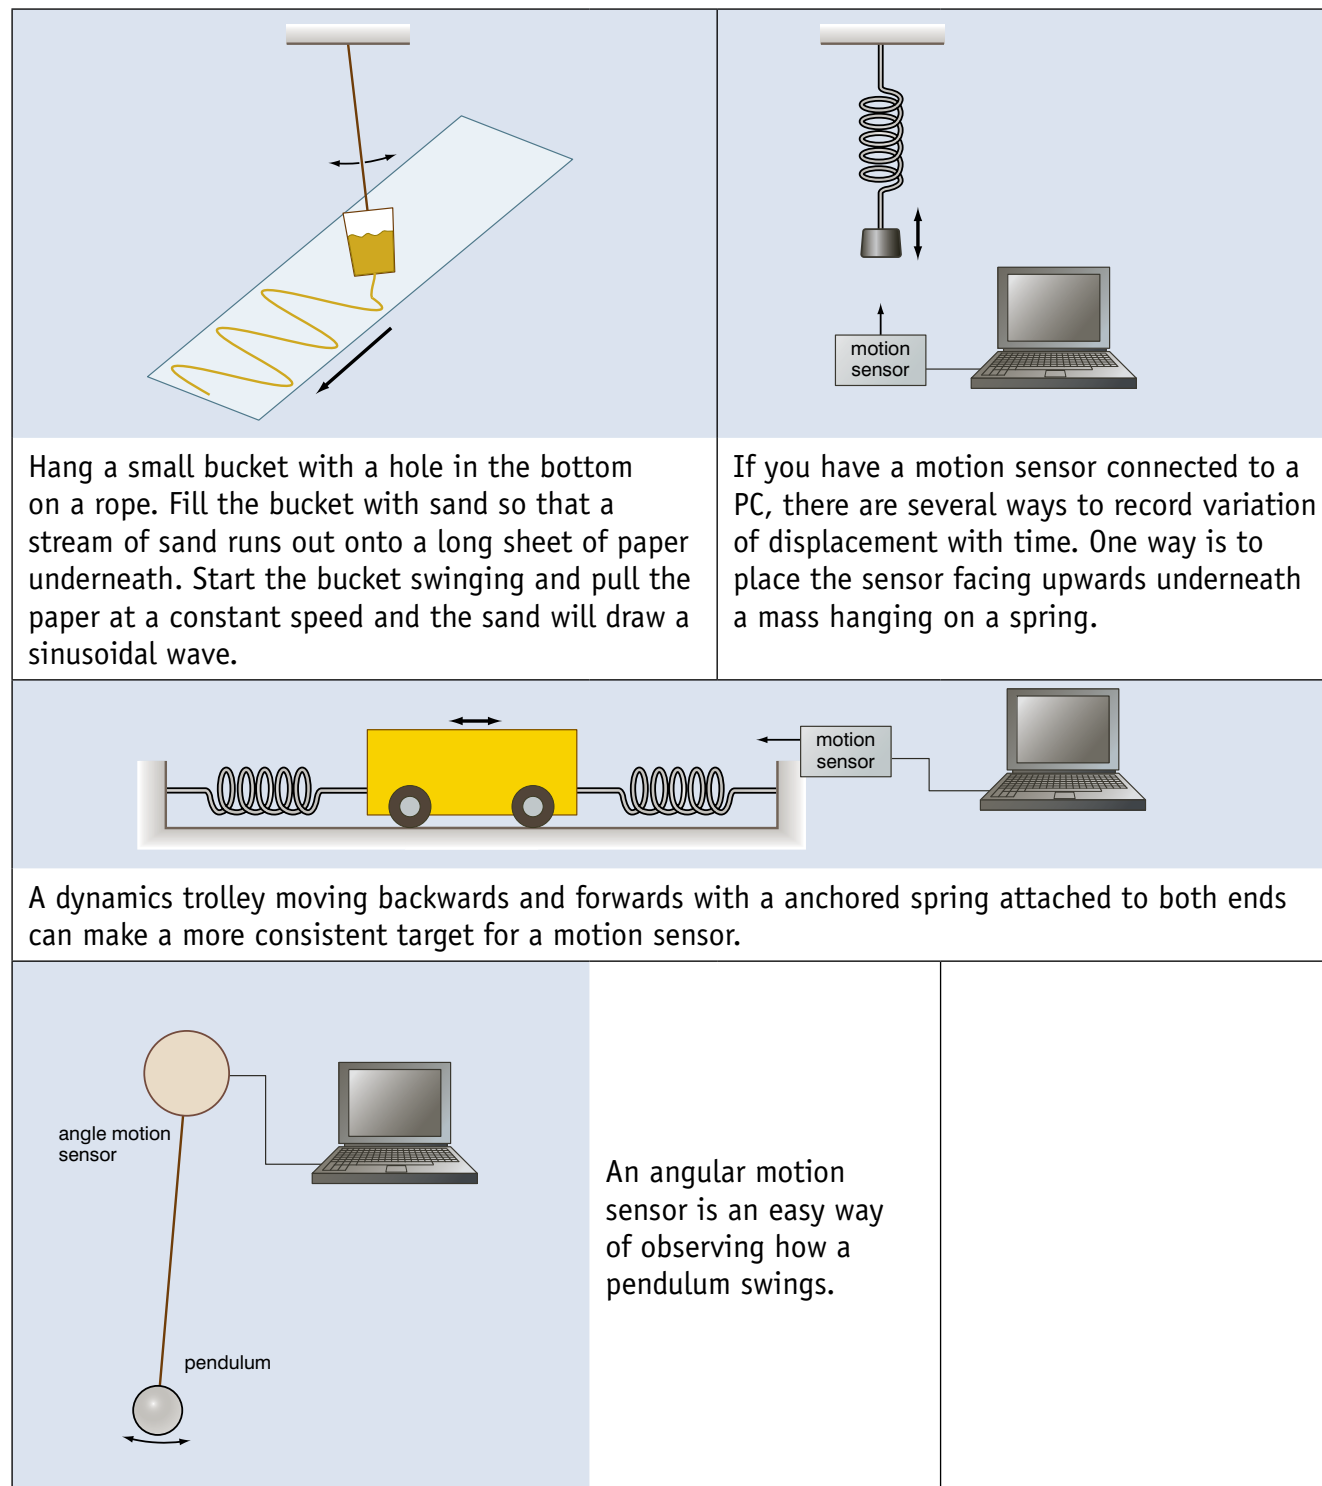 motion
sensor
Hang a small bucket with a hole in the bottom
on a rope. Fill the bucket with sand so that a
stream of sand runs out onto a long sheet of paper
underneath. Start the bucket swinging and pull the
paper at a constant speed and the sand will draw a
sinusoidal wave.
If you have a motion sensor connected to a
PC, there are several ways to record variation
of displacement with time. One way is to
place the sensor facing upwards underneath
a mass hanging on a spring.
motion
sensor
A dynamics trolley moving backwards and forwards with a anchored spring attached to both ends
can make a more consistent target for a motion sensor.
angle motion
sensor
pendulum
An angular motion
sensor is an easy way
of observing how a
pendulum swings.